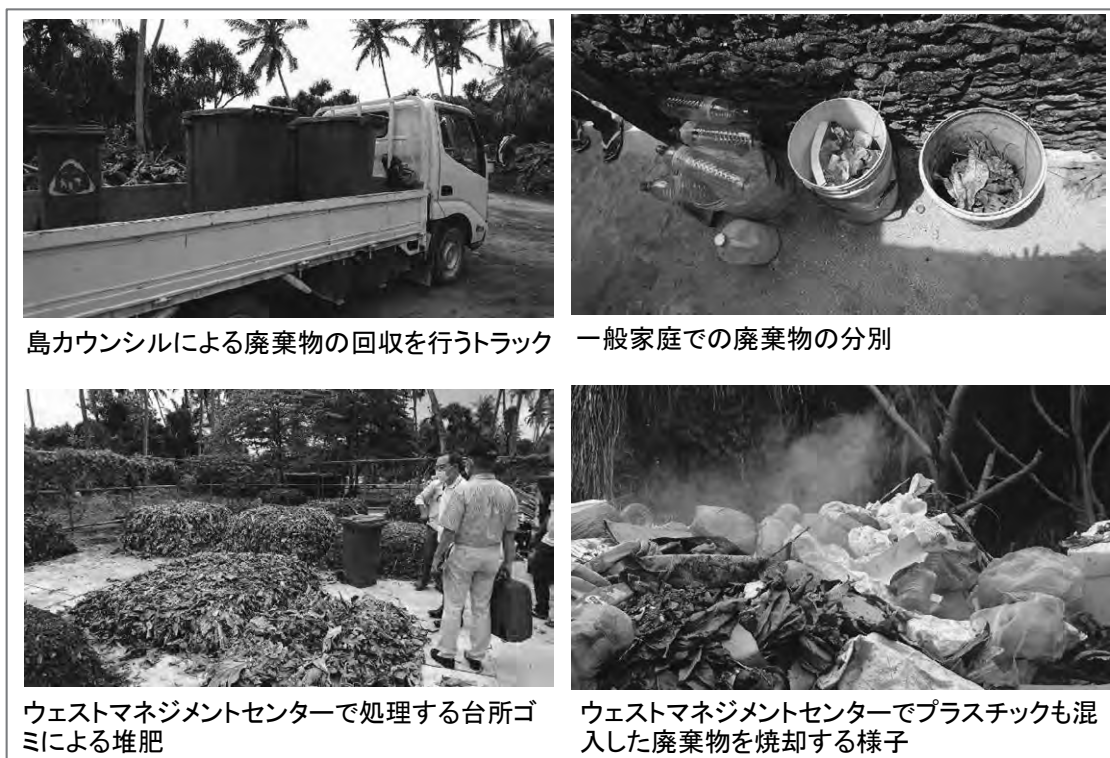 島カウンシルによる廃棄物の回収を行うトラック
一般家庭での廃棄物の分別
ウェストマネジメントセンターで処理する台所ゴ
ミによる堆肥
ウェストマネジメントセンターでプラスチックも混
入した廃棄物を焼却する様子